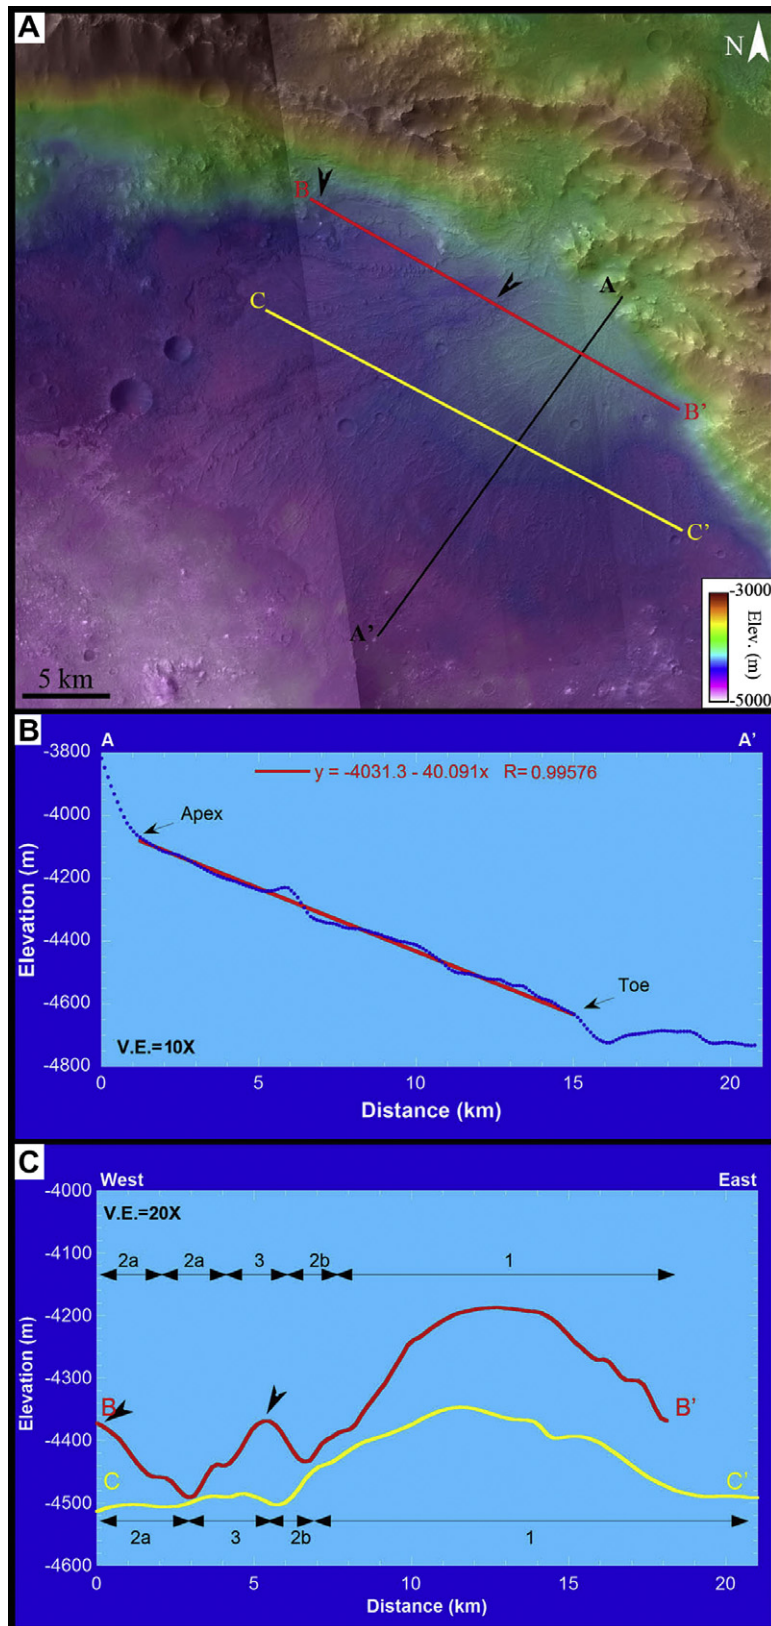 A
N
B
A
C
B’
C’
A’
5 km
-3000
Elev. (m)
-5000
B
A
A’
y = -4031.3 - 40.091x R= 0.99576
Apex
Toe
V.E.=10X
Elevation (m)
-3800
-4000
-4200
-4400
-4600
-4800
0
5
10
15
20
Distance (km)
C
West
East
V.E.=20X
2a
2a
3
2b
1
B
B’
C
C’
2a
3
2b
1
Elevation (m)
-4000
-4100
-4200
-4300
-4400
-4500
-4600
0
5
10
15
20
Distance (km)